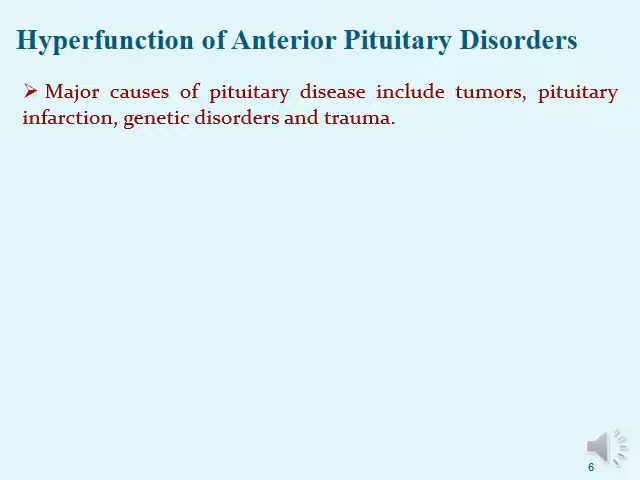 Hyperfunction of Anterior Pituitary Disorders
➢ Major causes of pituitary disease include tumors, pituitary
infarction, genetic disorders and trauma.
6